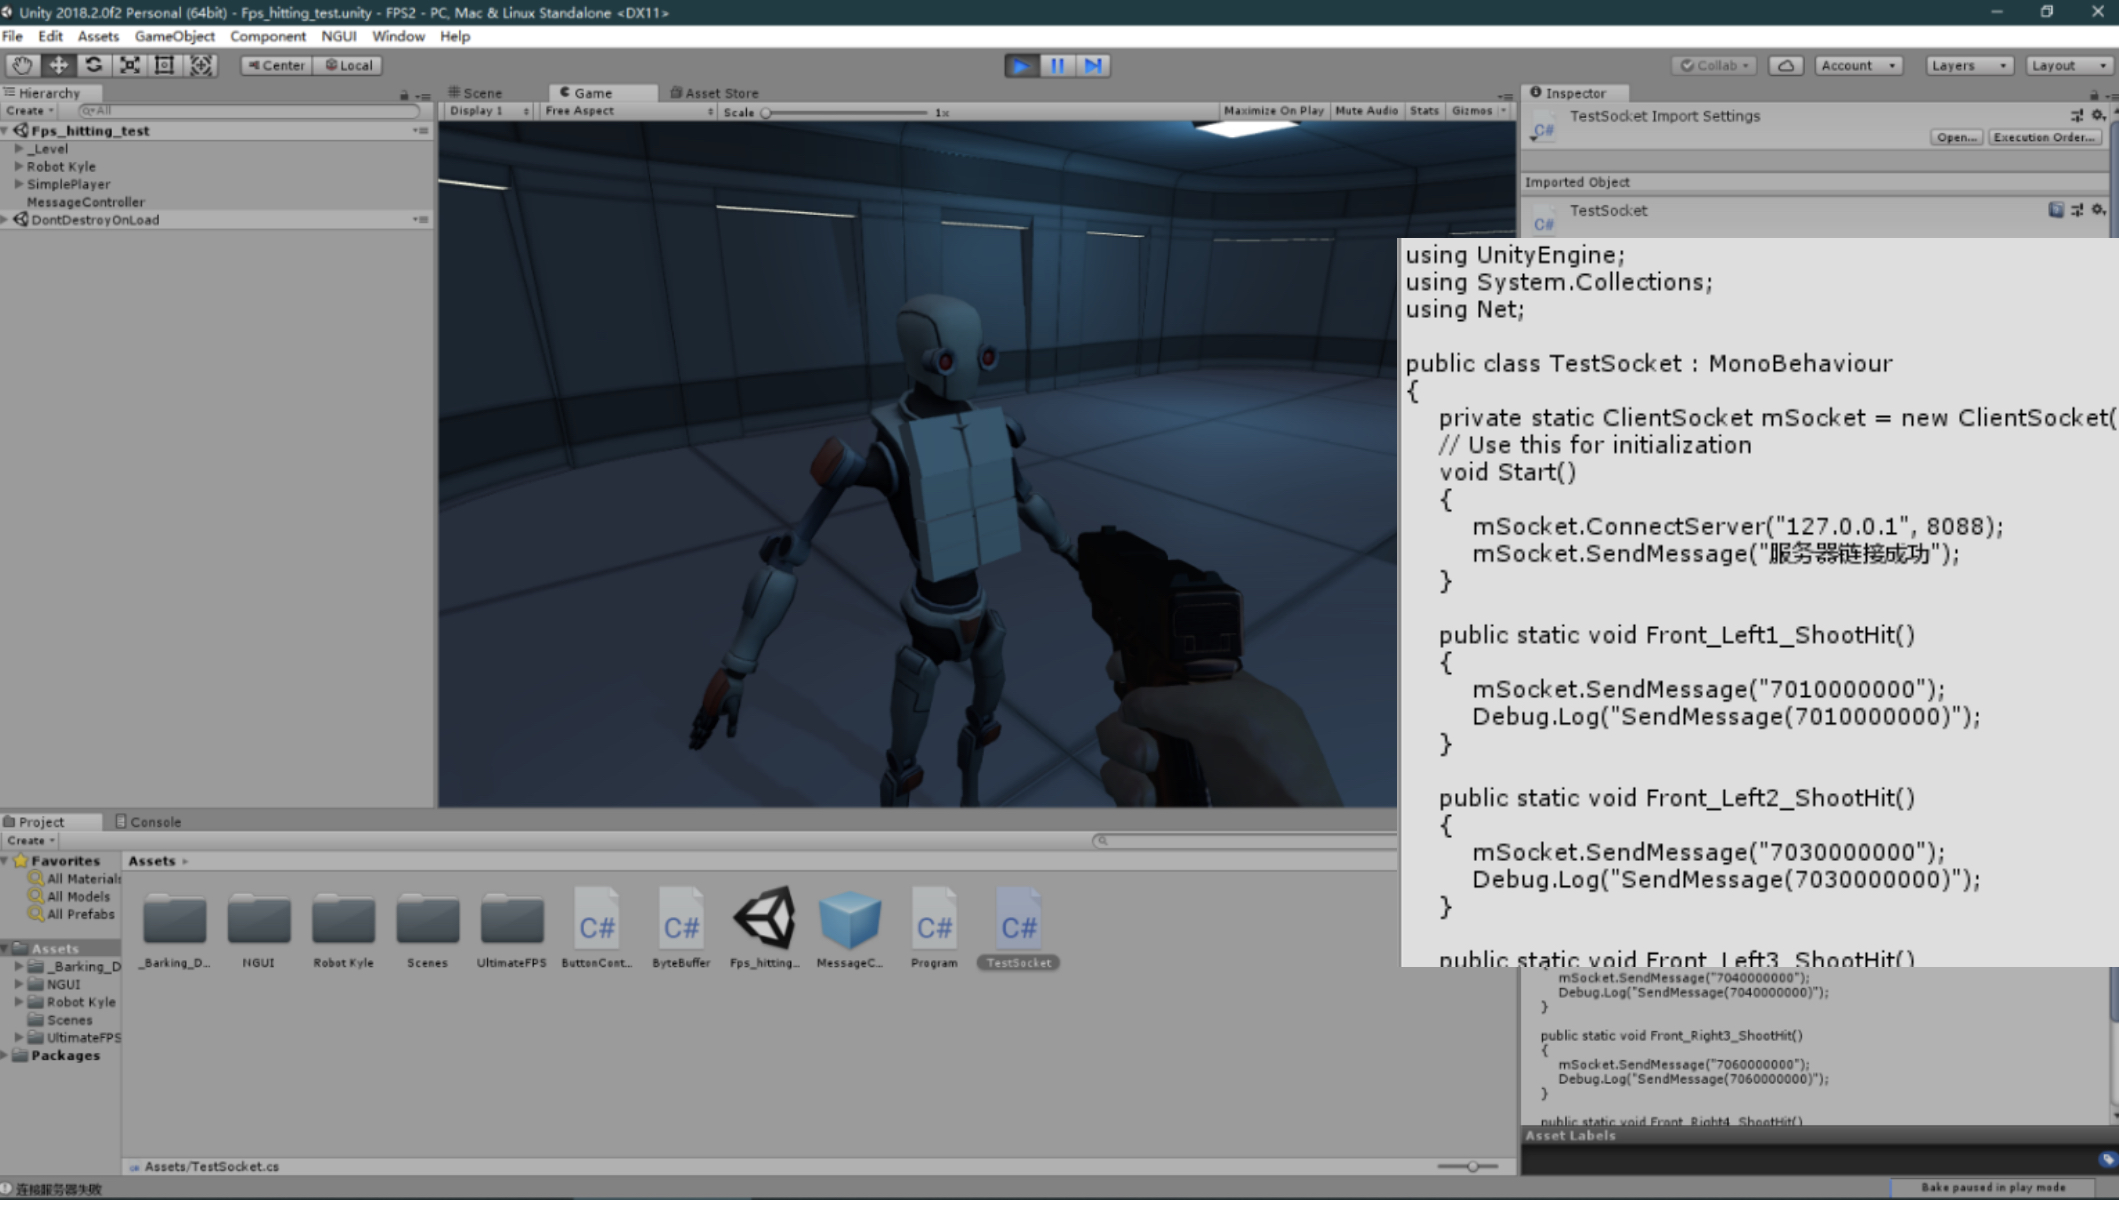 Unity 2018.2.0f2 Personal (64bit) - Fps_hitting_test.unity - FPS2 - PC, Mac & Linux Standalone <DX11>
File Edit Assets GameObject Component NGUI Window Help
Center Local
Collab Account Layers Layout
Hierarchy
Create All
Fps_hitting_test
_Level
Robot Kyle
SimplePlayer
MessageController
DontDestroyOnLoad
Scene Game Asset Store
Display 1 Free Aspect Scale 1x Maximize On Play Mute Audio Stats Gizmos
Inspector
TestSocket Import Settings
Open... Execution Order...
Imported Object
TestSocket
C#
C#
using UnityEngine;
using System.Collections;
using Net;
public class TestSocket : MonoBehaviour
{
private static ClientSocket mSocket = new ClientSocket(
// Use this for initialization
void Start()
{
mSocket.ConnectServer("127.0.0.1", 8088);
mSocket.SendMessage("服务器链接成功");
}
public static void Front_Left1_ShootHit()
{
mSocket.SendMessage("7010000000");
Debug.Log("SendMessage(7010000000)");
}
public static void Front_Left2_ShootHit()
{
mSocket.SendMessage("7030000000");
Debug.Log("SendMessage(7030000000)");
}
public static void Front_Left3_ShootHit()
mSocket.SendMessage("7040000000");
Debug.Log("SendMessage(7040000000)");
}
public static void Front_Right3_ShootHit()
{
mSocket.SendMessage("7060000000");
Debug.Log("SendMessage(7060000000)");
}
public static void Front_Right4_ShootHit()
Asset Labels
Project Console
Create
Favorites
All Materials
All Models
All Prefabs
Assets
_Barking_D
NGUI
Robot Kyle
Scenes
UltimateFPS
Packages
Assets
C# C# C# C#
_Barking_D... NGUI Robot Kyle Scenes UltimateFPS ButtonCont... ByteBuffer Fps_hitting... MessageC... Program TestSocket
Assets/TestSocket.cs
连接服务器失败
Bake paused in play mode